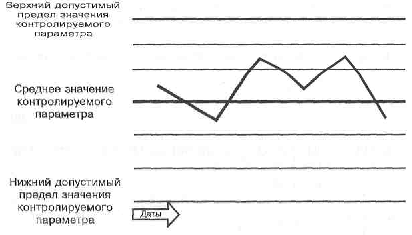 Верхний допустимый
предел значения
контролируемого
параметра
Среднее значение
контролируемого
параметра
Нижний допустимый
предел значения
контролируемого
параметра
Даты